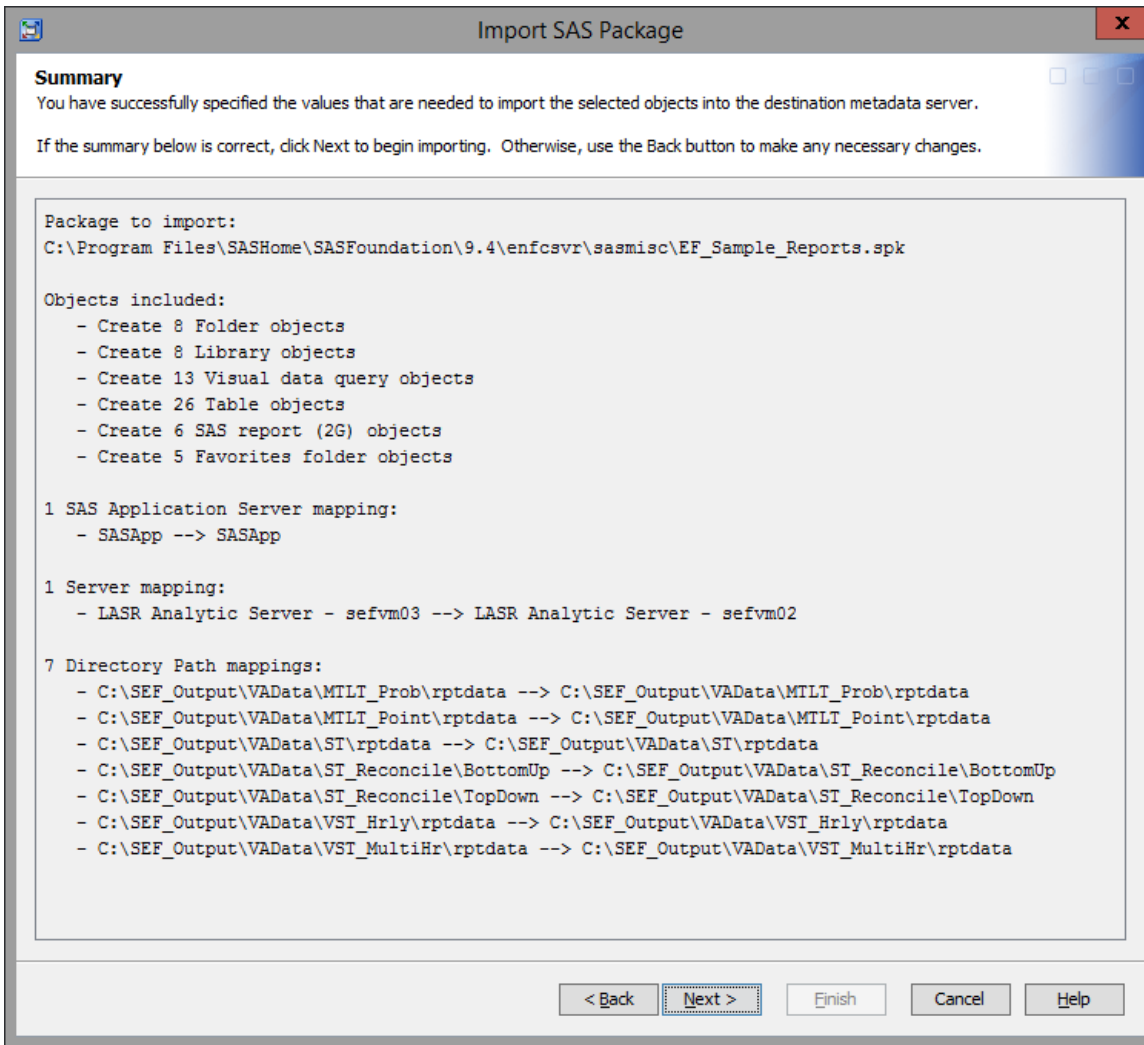 Import SAS Package
x
Summary
You have successfully specified the values that are needed to import the selected objects into the destination metadata server.
If the summary below is correct, click Next to begin importing.  Otherwise, use the Back button to make any necessary changes.
Package to import:
C:\Program Files\SASHome\SASFoundation\9.4\enfcsvr\sasmisc\EF_Sample_Reports.spk
Objects included:
- Create 8 Folder objects
- Create 8 Library objects
- Create 13 Visual data query objects
- Create 26 Table objects
- Create 6 SAS report (2G) objects
- Create 5 Favorites folder objects
1 SAS Application Server mapping:
- SASApp --> SASApp
1 Server mapping:
- LASR Analytic Server - sefvm03 --> LASR Analytic Server - sefvm02
7 Directory Path mappings:
- C:\SEF_Output\VAData\MTLT_Prob\rptdata --> C:\SEF_Output\VAData\MTLT_Prob\rptdata
- C:\SEF_Output\VAData\MTLT_Point\rptdata --> C:\SEF_Output\VAData\MTLT_Point\rptdata
- C:\SEF_Output\VAData\ST\rptdata --> C:\SEF_Output\VAData\ST\rptdata
- C:\SEF_Output\VAData\ST_Reconcile\BottomUp --> C:\SEF_Output\VAData\ST_Reconcile\BottomUp
- C:\SEF_Output\VAData\ST_Reconcile\TopDown --> C:\SEF_Output\VAData\ST_Reconcile\TopDown
- C:\SEF_Output\VAData\VST_Hrly\rptdata --> C:\SEF_Output\VAData\VST_Hrly\rptdata
- C:\SEF_Output\VAData\VST_MultiHr\rptdata --> C:\SEF_Output\VAData\VST_MultiHr\rptdata
< Back Next > Finish Cancel Help